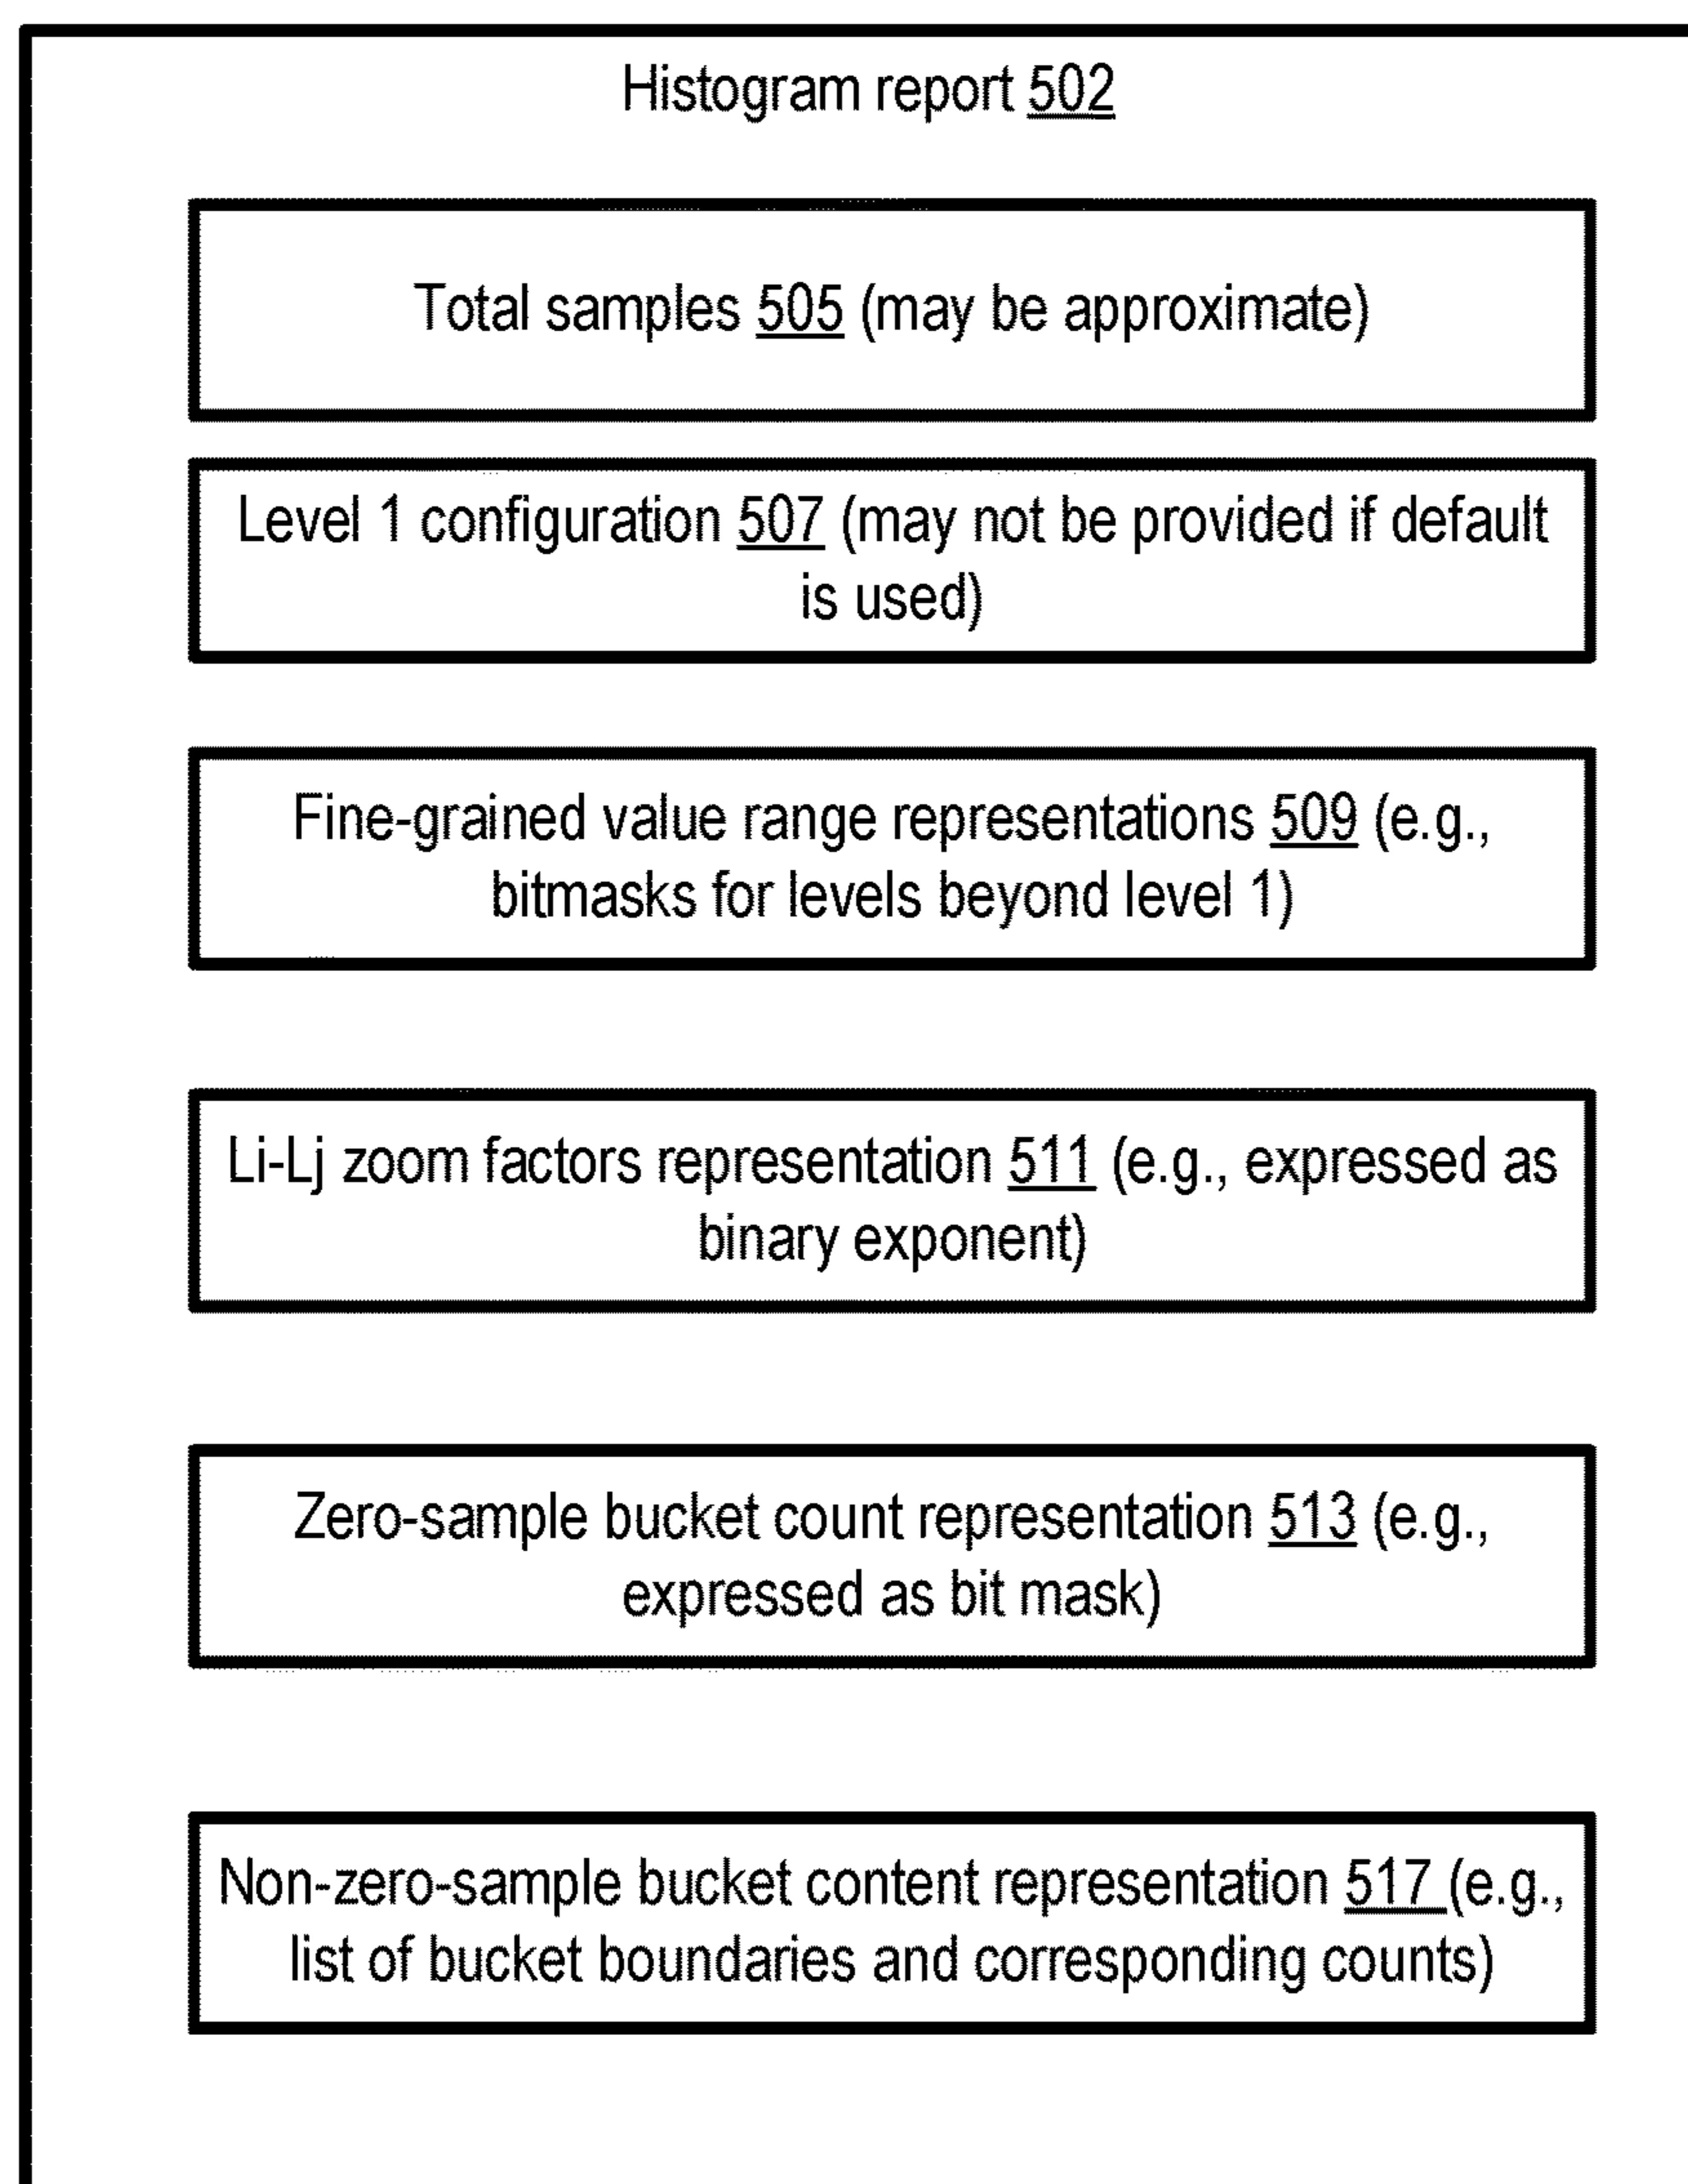 Histogram report 502
Total samples 505 (may be approximate)
Level 1 configuration 507 (may not be provided if default
is used)
Fine-grained value range representations 509 (e.g.,
bitmasks for levels beyond level 1)
Li-Lj zoom factors representation 511 (e.g., expressed as
binary exponent)
Zero-sample bucket count representation 513 (e.g.,
expressed as bit mask)
Non-zero-sample bucket content representation 517 (e.g.,
list of bucket boundaries and corresponding counts)